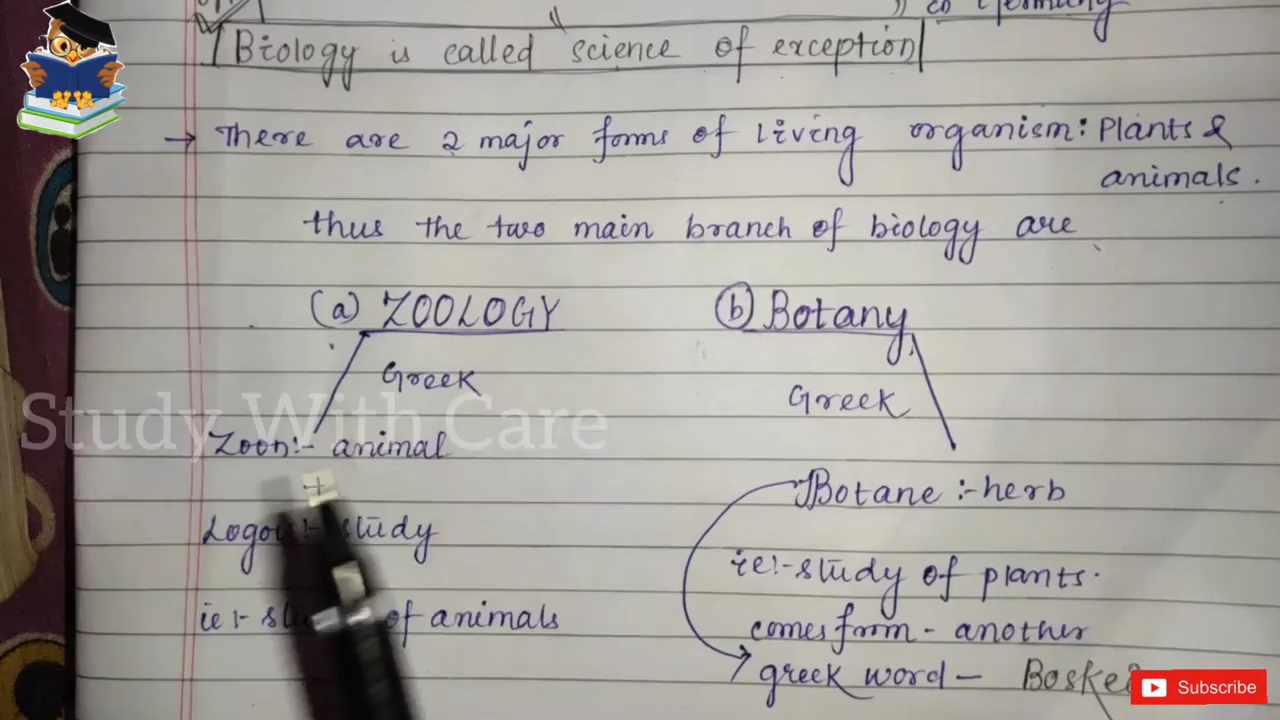 Biology is called science of exception
→ There are 2 major forms of living organism: Plants &
animals.
thus the two main branch of biology are
(a) ZOOLOGY
(b) Botany
Greek
Greek
Study With Care
Zoon:- animal
+
Botane :- herb
:- study
ie:- study of plants.
ie :- of animals
comes from - another
greek word -
Subscribe